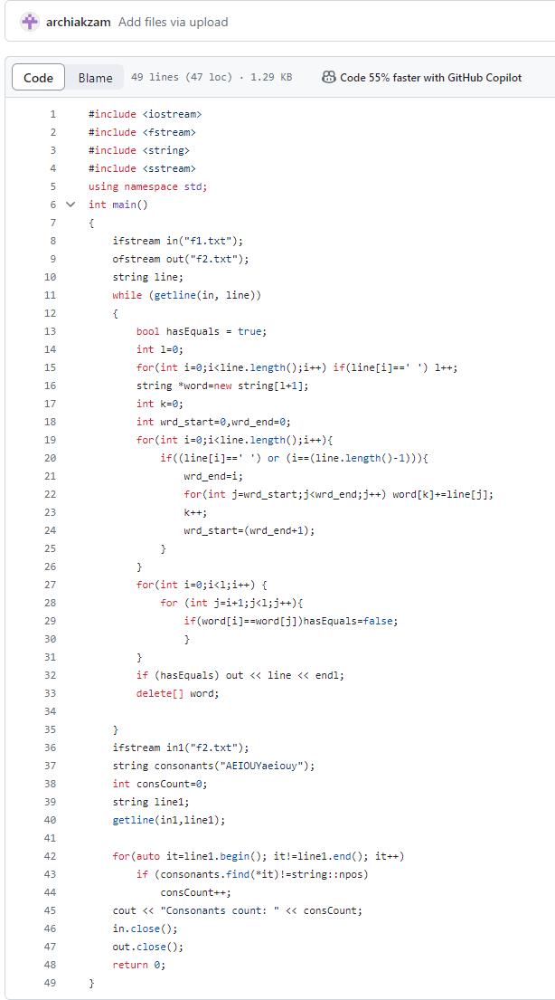 archiakzam Add files via upload
Code Blame 49 lines (47 loc) · 1.29 KB Code 55% faster with GitHub Copilot
1 #include <iostream>
2 #include <fstream>
3 #include <string>
4 #include <sstream>
5 using namespace std;
6 int main()
7 {
8 ifstream in("f1.txt");
9 ofstream out("f2.txt");
10 string line;
11 while (getline(in, line))
12 {
13 bool hasEquals = true;
14 int l=0;
15 for(int i=0;i<line.length();i++) if(line[i]==' ') l++;
16 string *word=new string[l+1];
17 int k=0;
18 int wrd_start=0,wrd_end=0;
19 for(int i=0;i<line.length();i++){
20 if((line[i]==' ') or (i==(line.length()-1))){
21 wrd_end=i;
22 for(int j=wrd_start;j<wrd_end;j++) word[k]+=line[j];
23 k++;
24 wrd_start=(wrd_end+1);
25 }
26 }
27 for(int i=0;i<l;i++) {
28 for (int j=i+1;j<l;j++){
29 if(word[i]==word[j])hasEquals=false;
30 }
31 }
32 if (hasEquals) out << line << endl;
33 delete[] word;
34
35 }
36 ifstream in1("f2.txt");
37 string consonants("AEIOUYaeiouy");
38 int consCount=0;
39 string line1;
40 getline(in1,line1);
41
42 for(auto it=line1.begin(); it!=line1.end(); it++)
43 if (consonants.find(*it)!=string::npos)
44 consCount++;
45 cout << "Consonants count: " << consCount;
46 in.close();
47 out.close();
48 return 0;
49 }